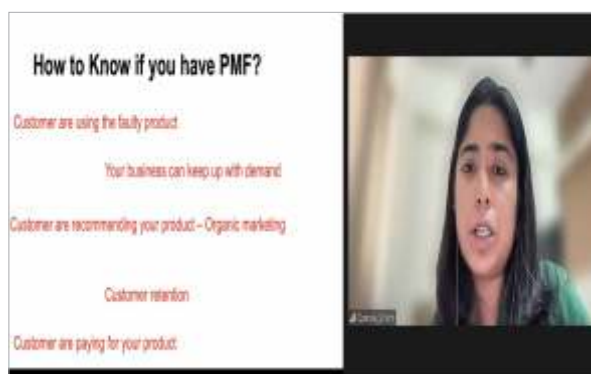 How to Know if you have PMF?
Customer are using the faulty product
Your business can keep up with demand
Customer are recommending your product – Organic marketing
Customer retention
Customer are paying for your product